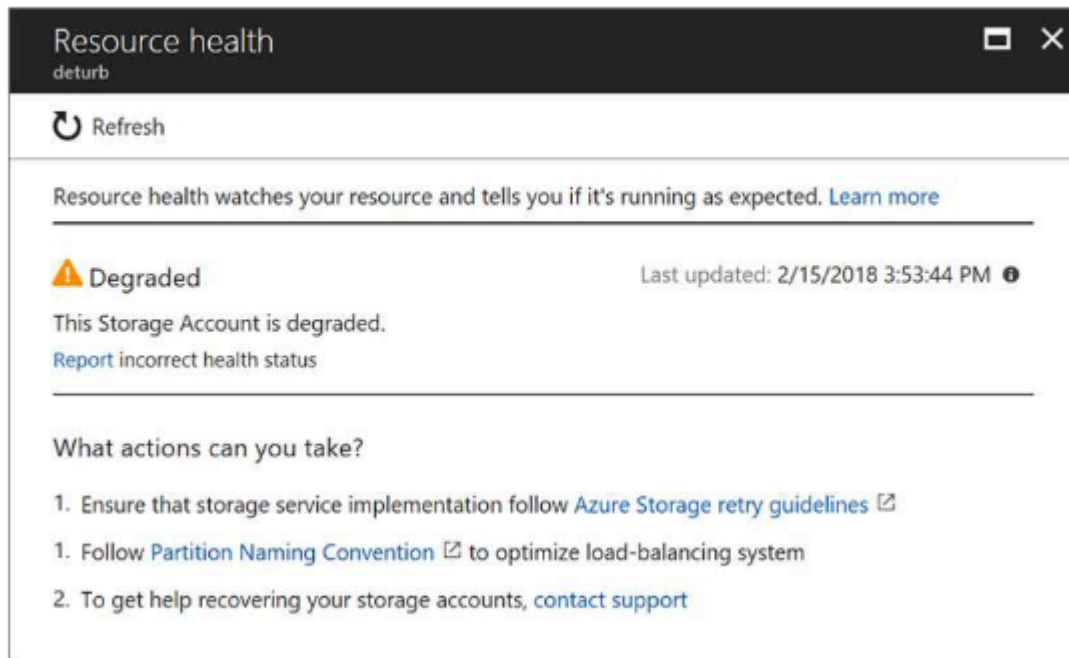 Resource health
deturb
Refresh
Resource health watches your resource and tells you if it's running as expected. Learn more
Degraded
Last updated: 2/15/2018 3:53:44 PM
This Storage Account is degraded.
Report incorrect health status
What actions can you take?
1. Ensure that storage service implementation follow Azure Storage retry guidelines
1. Follow Partition Naming Convention to optimize load-balancing system
2. To get help recovering your storage accounts, contact support